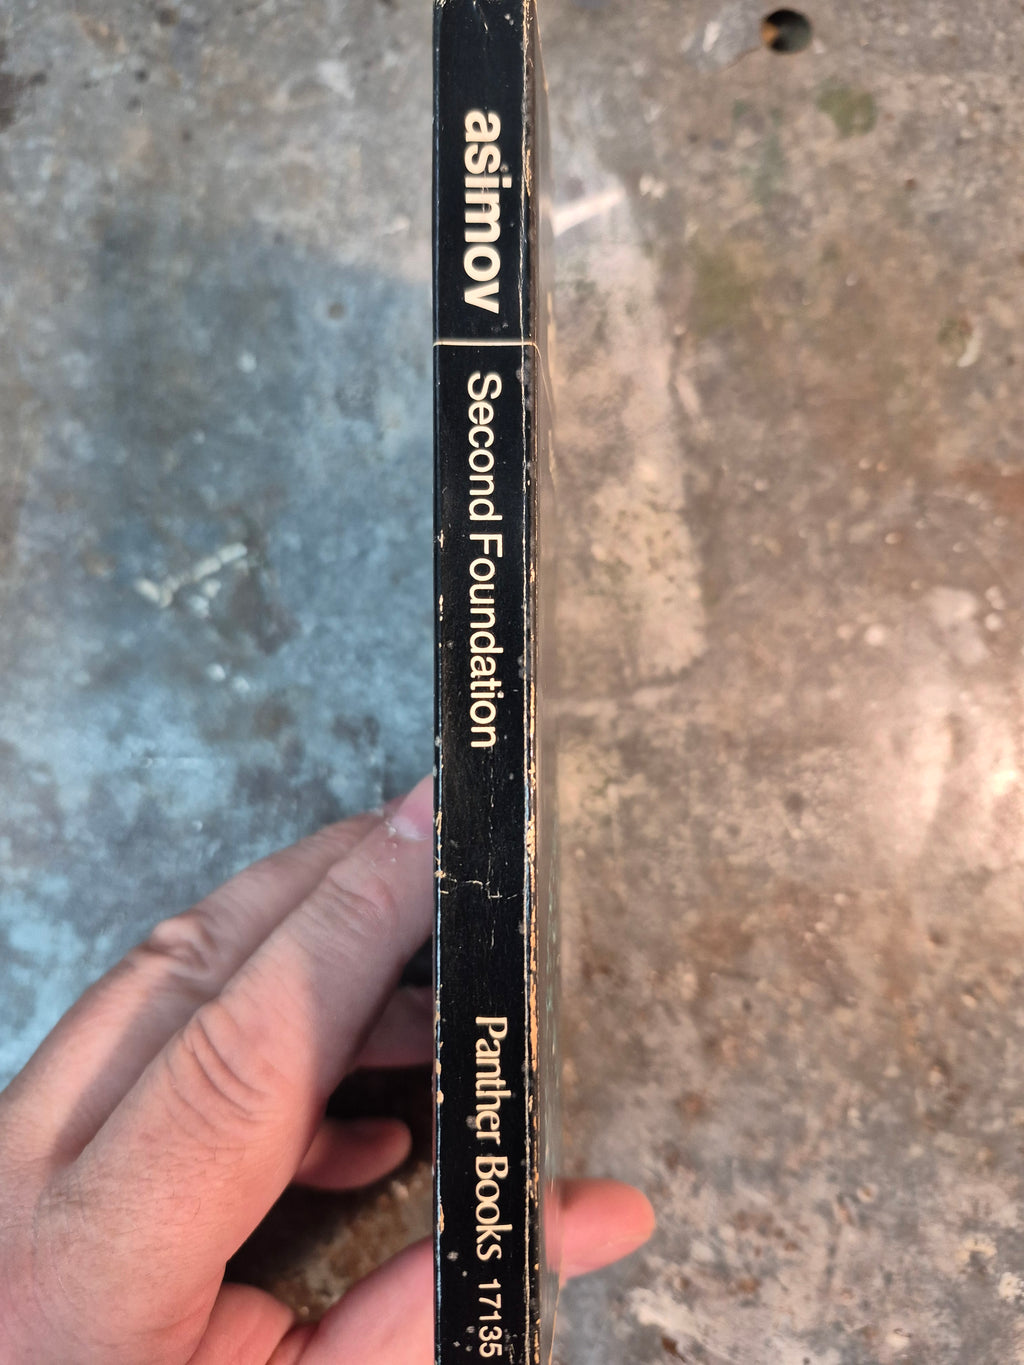 asimov
Second Foundation
Panther Books 17135